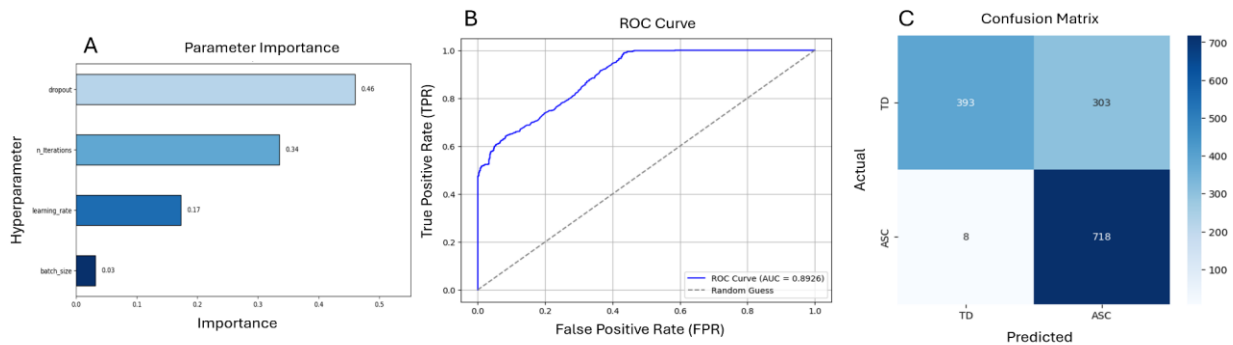 A
Parameter Importance
Hyperparameter
dropout
0.46
n_Iterations
0.34
learning_rate
0.17
batch_size
0.03
0.0 0.1 0.2 0.3 0.4 0.5
Importance
B
ROC Curve
True Positive Rate (TPR)
1.0
0.8
0.6
0.4
0.2
0.0
ROC Curve (AUC = 0.8926)
Random Guess
0.0 0.2 0.4 0.6 0.8 1.0
False Positive Rate (FPR)
C
Confusion Matrix
Actual
TD
393 303
ASC
8 718
TD ASC
Predicted
700
600
500
400
300
200
100